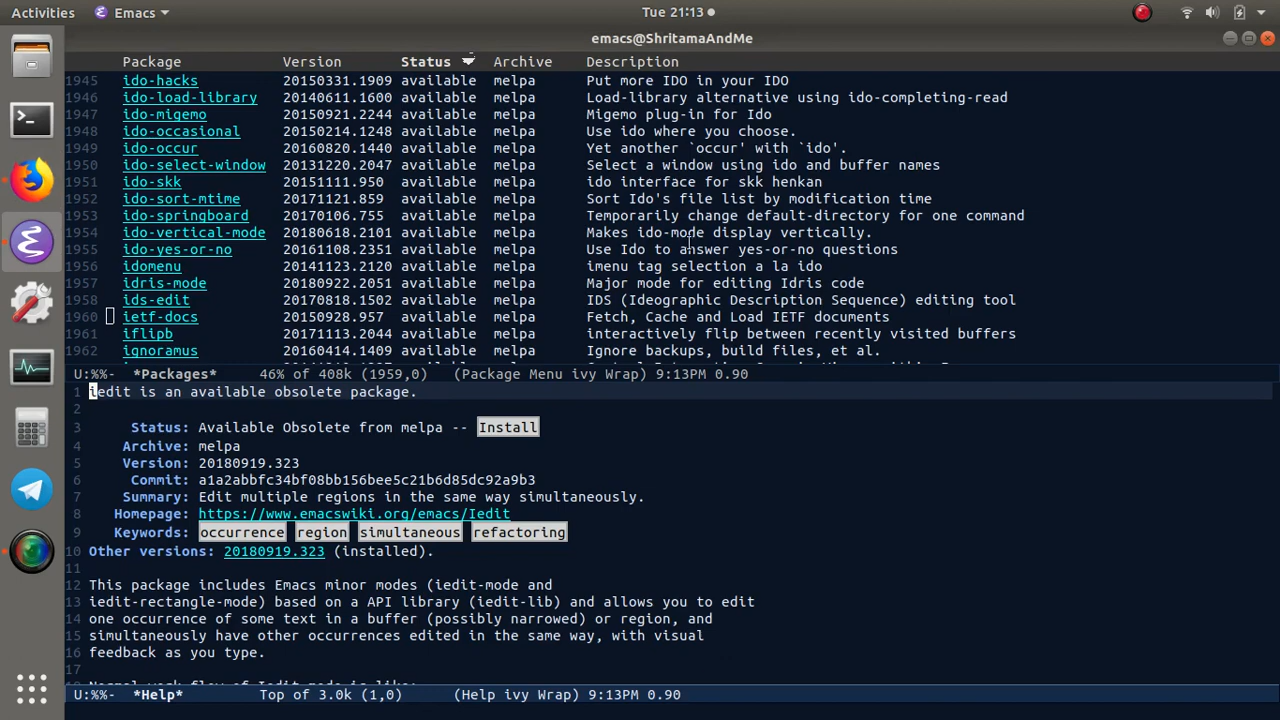 Activities Emacs Tue 21:13
emacs@ShritamaAndMe
Package Version Status Archive Description
1945 ido-hacks 20150331.1909 available melpa Put more IDO in your IDO
1946 ido-load-library 20140611.1600 available melpa Load-library alternative using ido-completing-read
1947 ido-migemo 20150921.2244 available melpa Migemo plug-in for Ido
1948 ido-occasional 20150214.1248 available melpa Use ido where you choose.
1949 ido-occur 20160820.1440 available melpa Yet another `occur' with `ido'.
1950 ido-select-window 20131220.2047 available melpa Select a window using ido and buffer names
1951 ido-skk 20151111.950 available melpa ido interface for skk henkan
1952 ido-sort-mtime 20171121.859 available melpa Sort Ido's file list by modification time
1953 ido-springboard 20170106.755 available melpa Temporarily change default-directory for one command
1954 ido-vertical-mode 20180618.2101 available melpa Makes ido-mode display vertically.
1955 ido-yes-or-no 20161108.2351 available melpa Use Ido to answer yes-or-no questions
1956 idomenu 20141123.2120 available melpa imenu tag selection a la ido
1957 idris-mode 20180922.2051 available melpa Major mode for editing Idris code
1958 ids-edit 20170818.1502 available melpa IDS (Ideographic Description Sequence) editing tool
1960 ietf-docs 20150928.957 available melpa Fetch, Cache and Load IETF documents
1961 iflipb 20171113.2044 available melpa interactively flip between recently visited buffers
1962 ignoramus 20160414.1409 available melpa Ignore backups, build files, et al.
U:%%- *Packages* 46% of 408k (1959,0) (Package Menu ivy Wrap) 9:13PM 0.90
1 iedit is an available obsolete package.
2
3 Status: Available Obsolete from melpa -- Install
4 Archive: melpa
5 Version: 20180919.323
6 Commit: a1a2abbfc34bf08bb156bee5c21b6d85dc92a9b3
7 Summary: Edit multiple regions in the same way simultaneously.
8 Homepage: https://www.emacswiki.org/emacs/Iedit
9 Keywords: occurrence region simultaneous refactoring
10 Other versions: 20180919.323 (installed).
11
12 This package includes Emacs minor modes (iedit-mode and
13 iedit-rectangle-mode) based on a API library (iedit-lib) and allows you to edit
14 one occurrence of some text in a buffer (possibly narrowed) or region, and
15 simultaneously have other occurrences edited in the same way, with visual
16 feedback as you type.
17
U:%%- *Help* Top of 3.0k (1,0) (Help ivy Wrap) 9:13PM 0.90